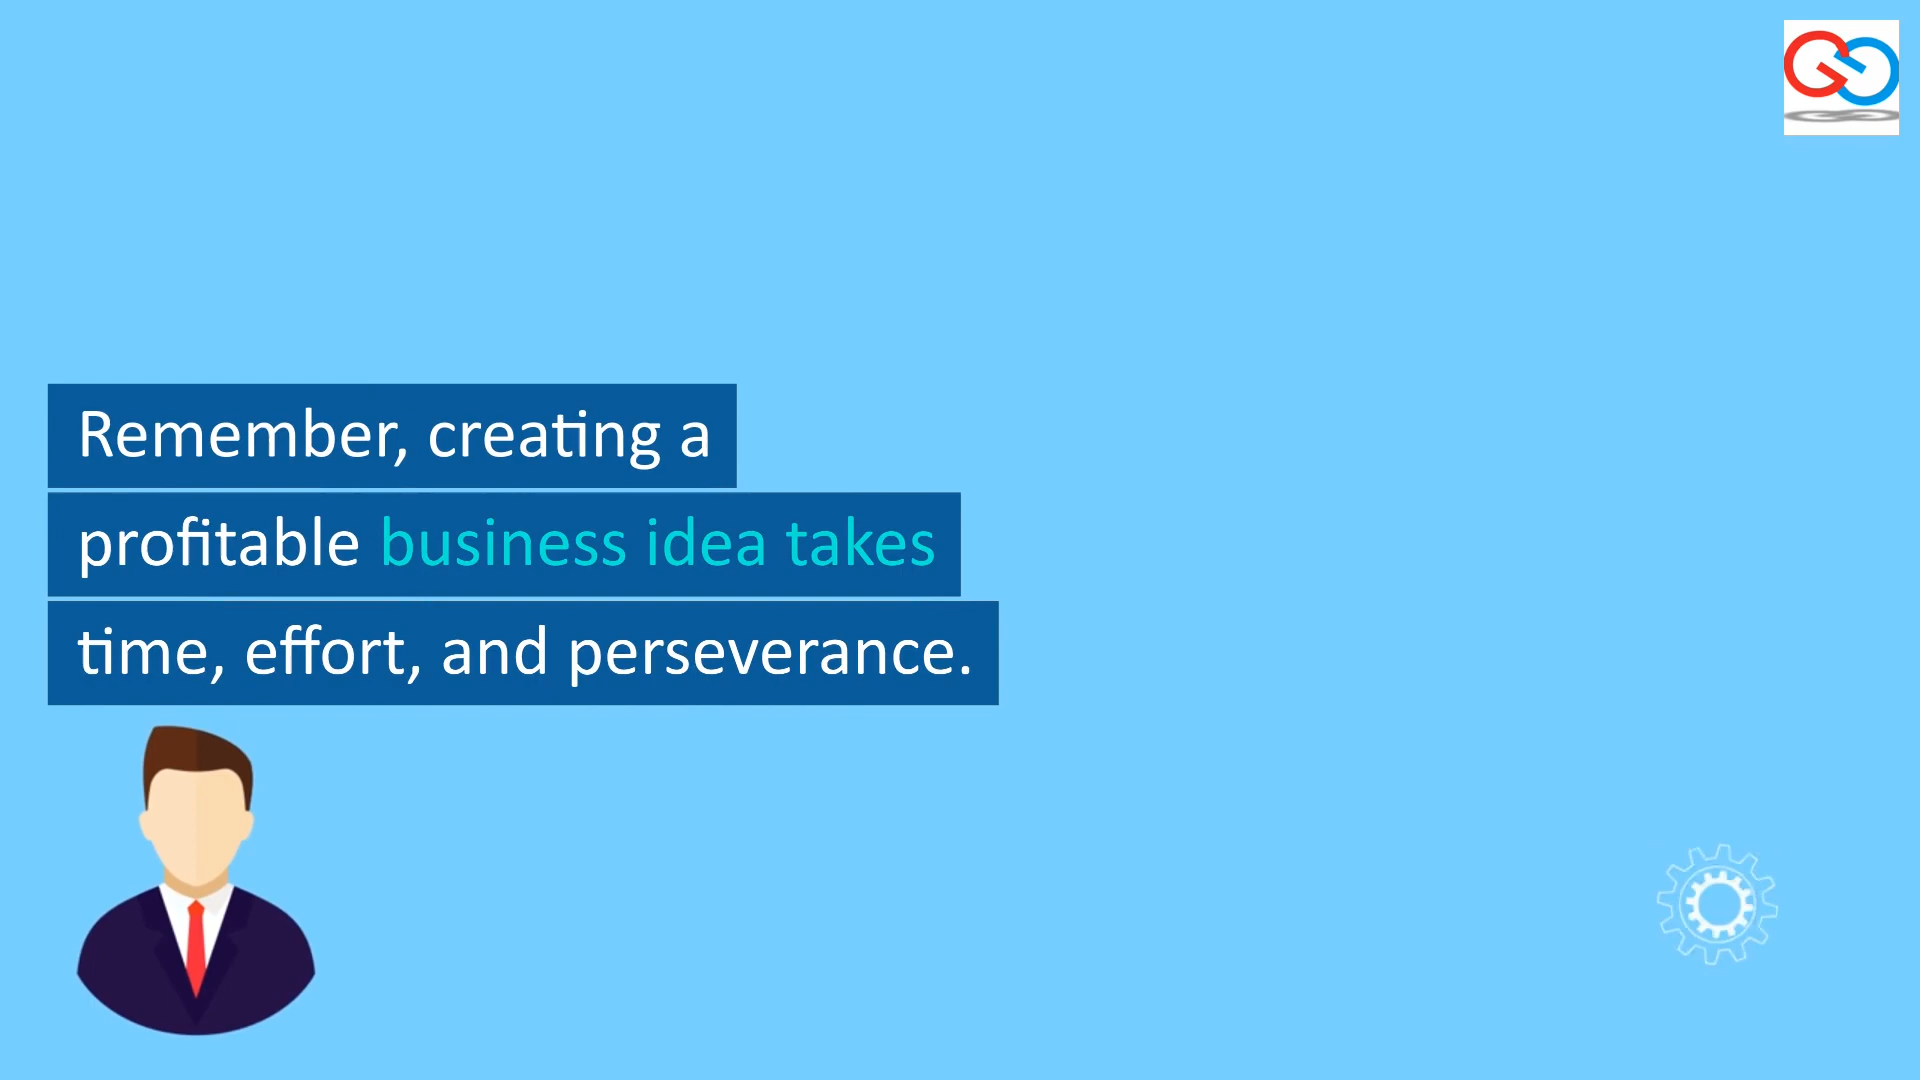 Remember, creating a
profitable business idea takes
time, effort, and perseverance.